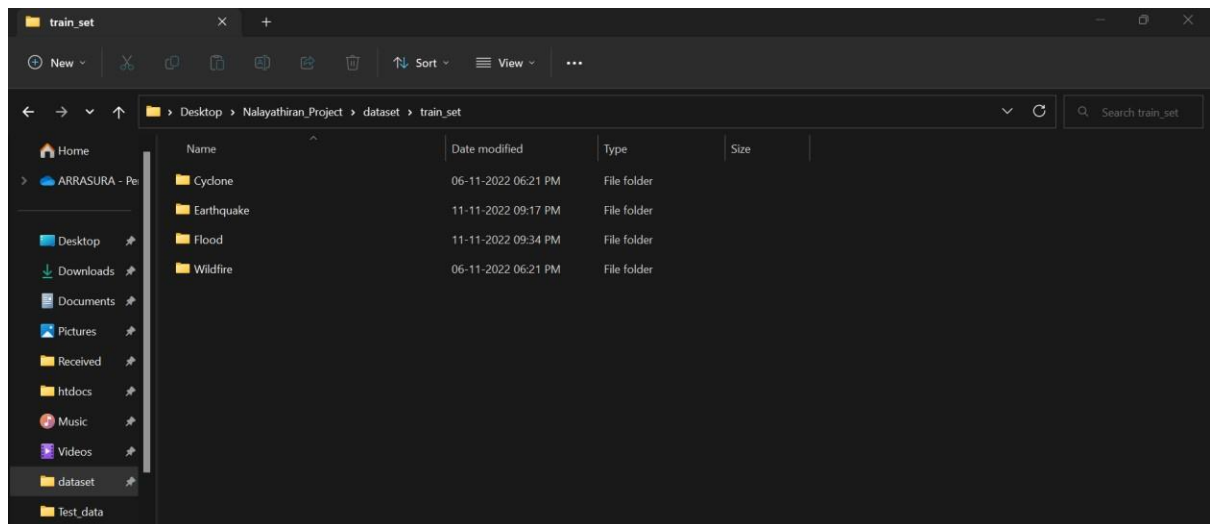 train_set
New
Sort
View
Desktop > Nalayathiran_Project > dataset > train_set
Search train_set
Home
ARRASURA - Per
Desktop
Downloads
Documents
Pictures
Received
htdocs
Music
Videos
dataset
Test_data
Name Date modified Type Size
Cyclone 06-11-2022 06:21 PM File folder
Earthquake 11-11-2022 09:17 PM File folder
Flood 11-11-2022 09:34 PM File folder
Wildfire 06-11-2022 06:21 PM File folder